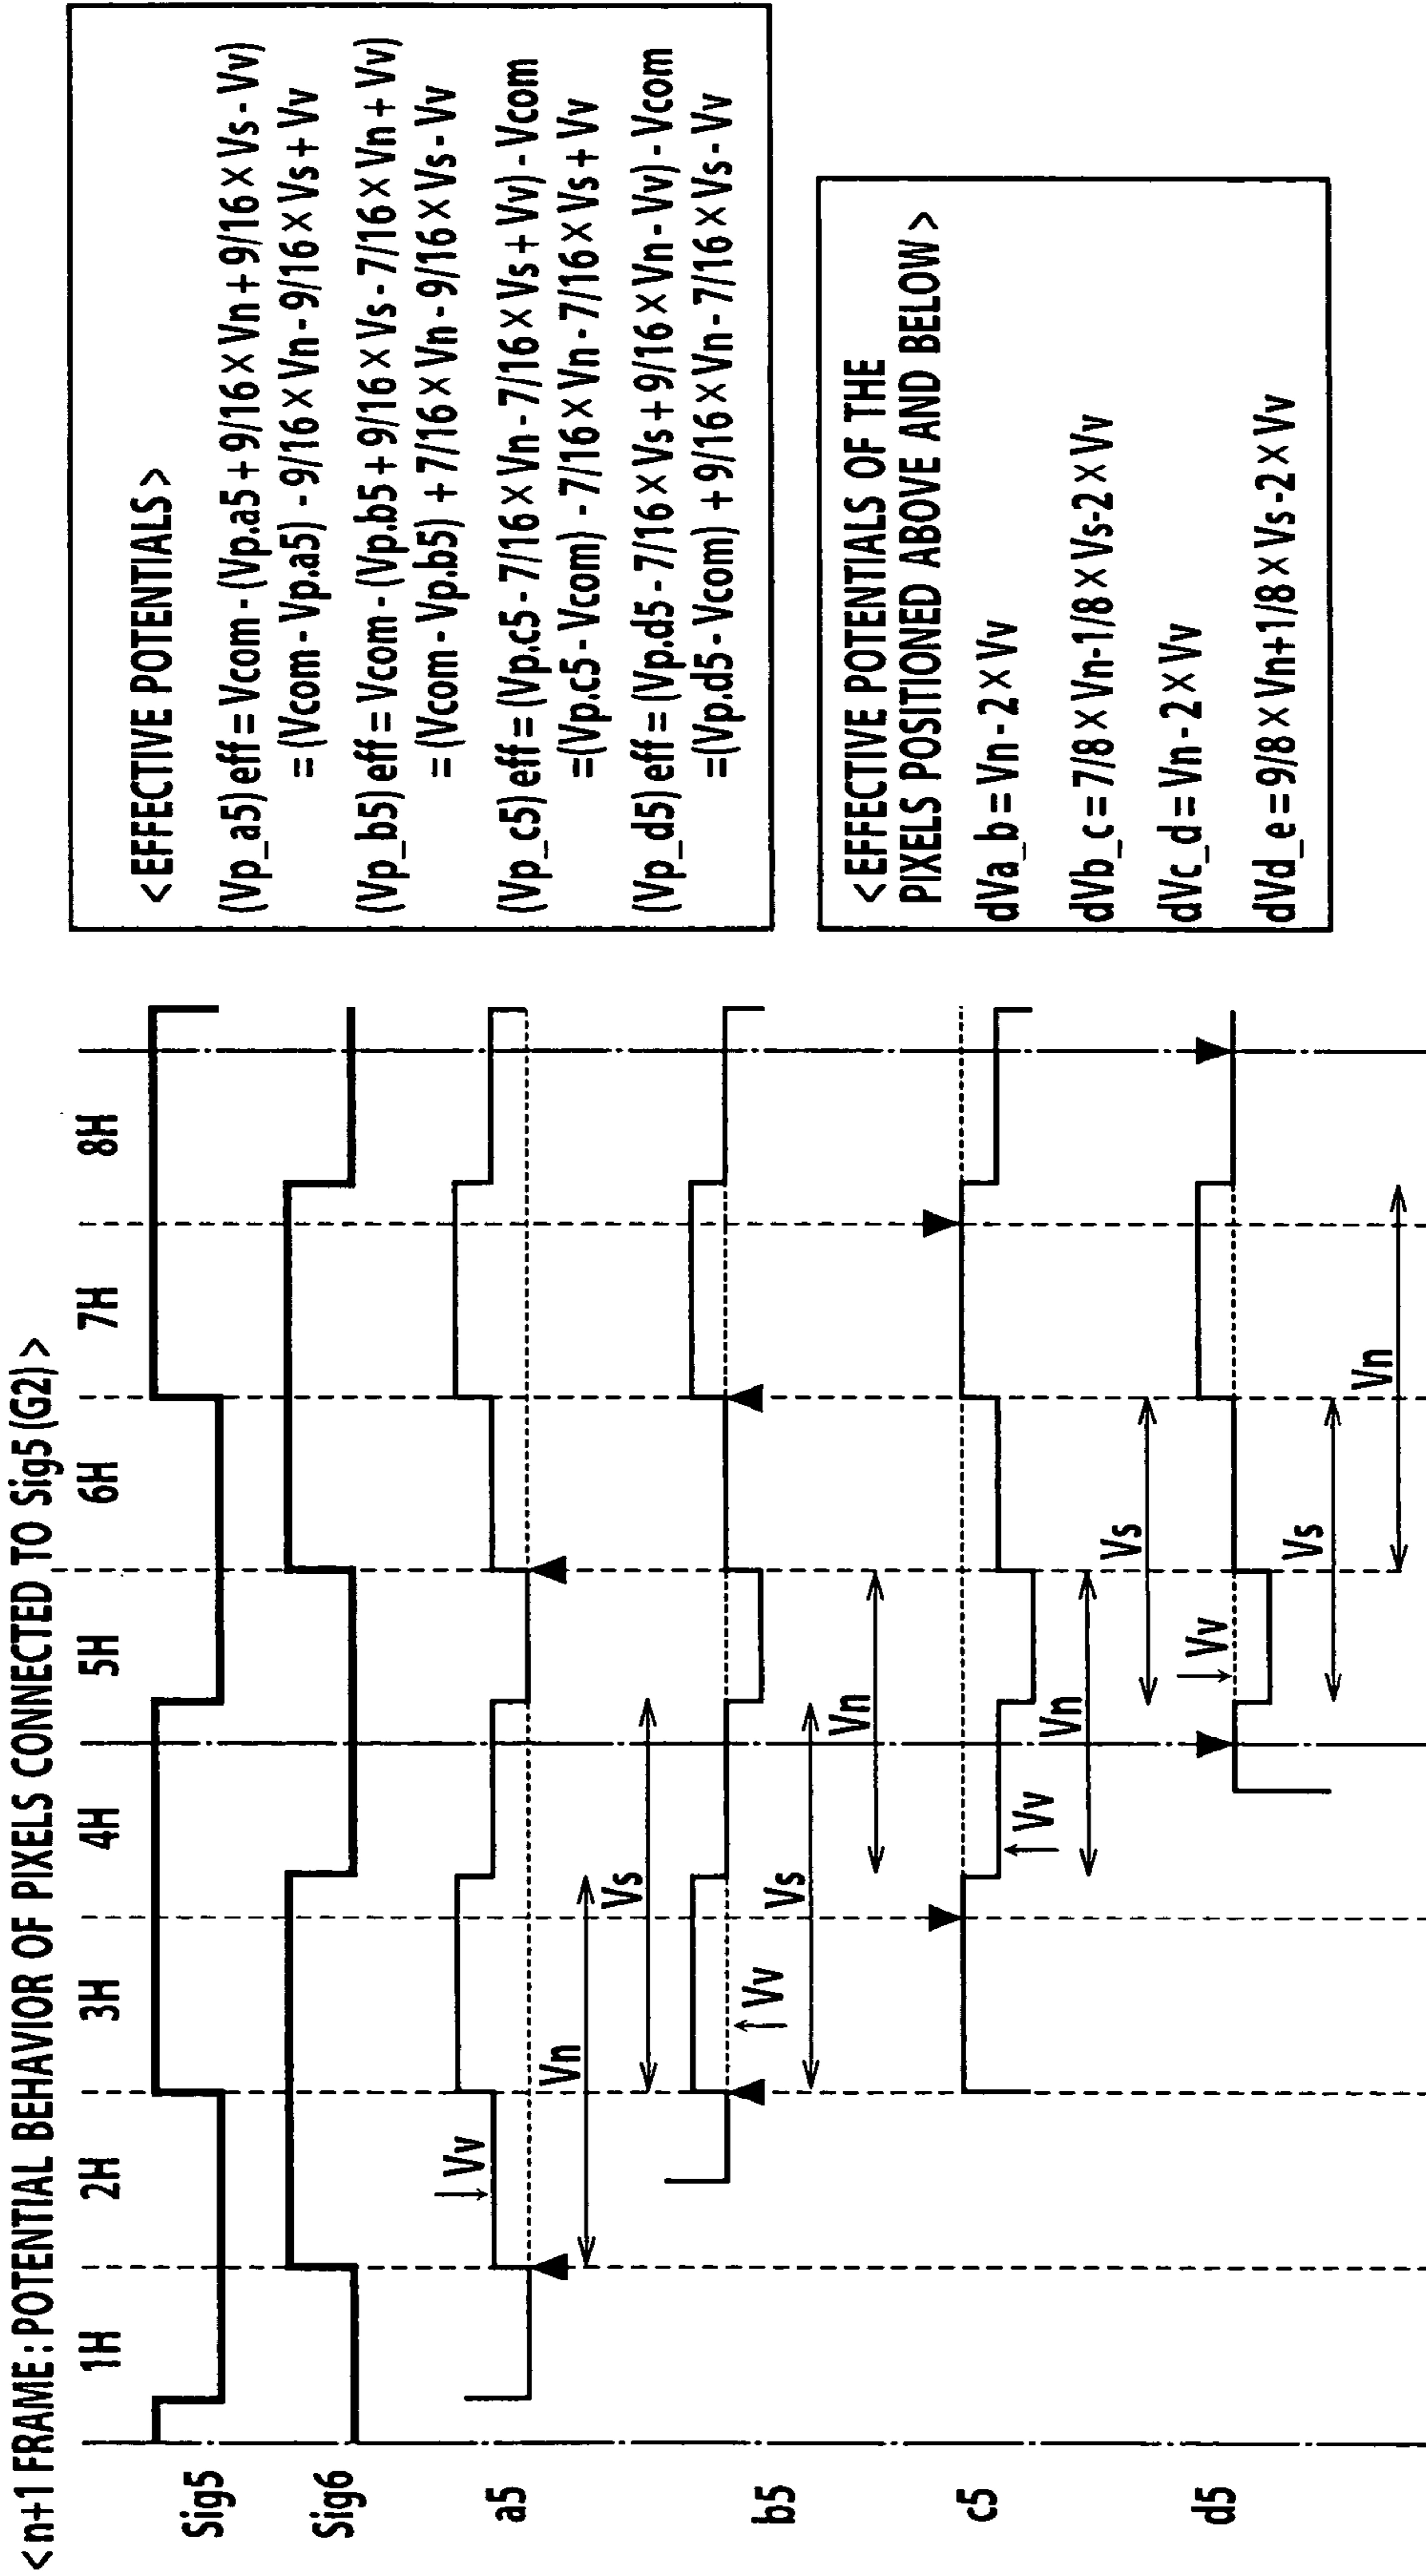 <n+1 FRAME:POTENTIAL BEHAVIOR OF PIXELS CONNECTED TO Sig5(G2)>
1H 2H 3H 4H 5H 6H 7H 8H
Sig5
Sig6
a5
Vv
Vn
Vs
b5
Vv
Vs
Vn
c5
Vv
Vn
Vs
d5
Vv
Vs
Vn
<EFFECTIVE POTENTIALS>
(Vp_a5)eff=Vcom-(Vp.a5+9/16×Vn+9/16×Vs-Vv)
=(Vcom-Vp.a5)-9/16×Vn-9/16×Vs+Vv
(Vp_b5)eff=Vcom-(Vp.b5+9/16×Vs-7/16×Vn+Vv)
=(Vcom-Vp.b5)+7/16×Vn-9/16×Vs-Vv
(Vp_c5)eff=(Vp.c5-7/16×Vn-7/16×Vs+Vv)-Vcom
=(Vp.c5-Vcom)-7/16×Vn-7/16×Vs+Vv
(Vp_d5)eff=(Vp.d5-7/16×Vs+9/16×Vn-Vv)-Vcom
=(Vp.d5-Vcom)+9/16×Vn-7/16×Vs-Vv
<EFFECTIVE POTENTIALS OF THE
PIXELS POSITIONED ABOVE AND BELOW>
dVa_b=Vn-2×Vv
dVb_c=7/8×Vn-1/8×Vs-2×Vv
dVc_d=Vn-2×Vv
dVd_e=9/8×Vn+1/8×Vs-2×Vv